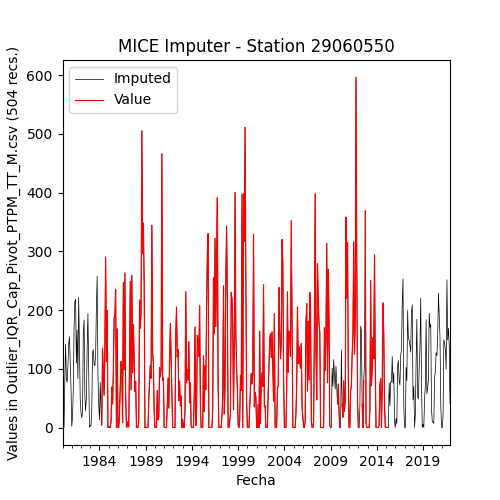 MICE Imputer - Station 29060550
Imputed
Value
Values in Outlier_IQR_Cap_Pivot_PTPM_TT_M.csv (504 recs.)
600
500
400
300
200
100
0
1984 1989 1994 1999 2004 2009 2014 2019
Fecha